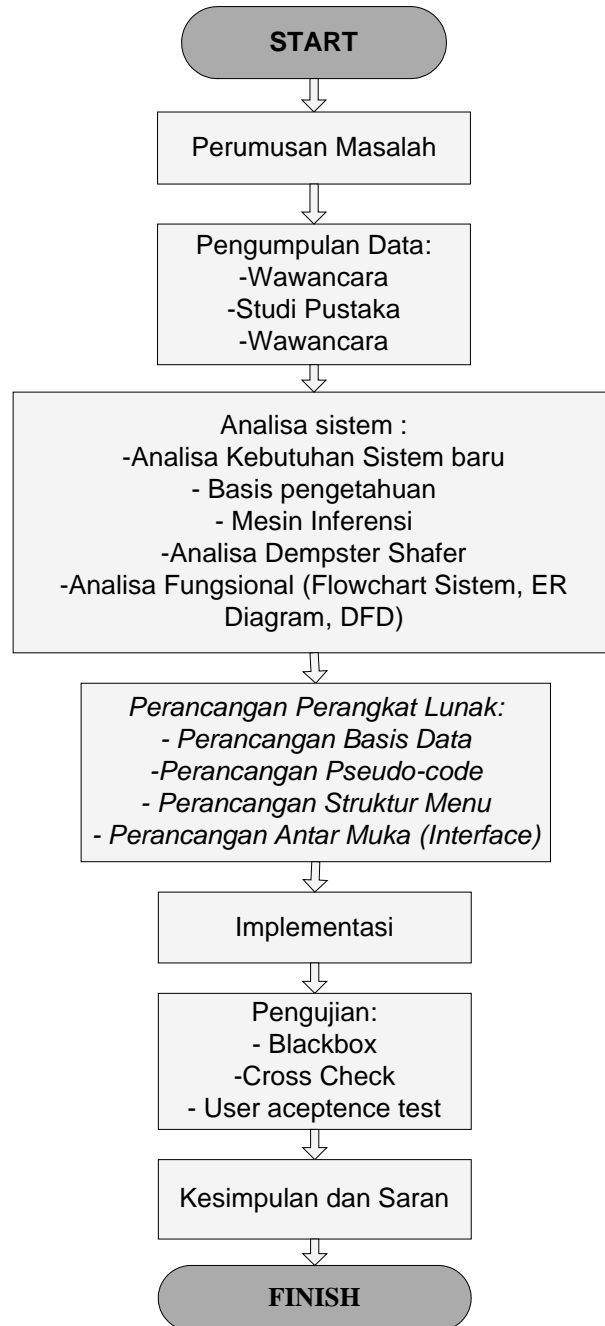 START
Perumusan Masalah
Pengumpulan Data:
-Wawancara
-Studi Pustaka
-Wawancara
Analisa sistem :
-Analisa Kebutuhan Sistem baru
- Basis pengetahuan
- Mesin Inferensi
-Analisa Dempster Shafer
-Analisa Fungsional (Flowchart Sistem, ER
Diagram, DFD)
Perancangan Perangkat Lunak:
- Perancangan Basis Data
-Perancangan Pseudo-code
- Perancangan Struktur Menu
- Perancangan Antar Muka (Interface)
Implementasi
Pengujian:
- Blackbox
-Cross Check
- User aceptence test
Kesimpulan dan Saran
FINISH